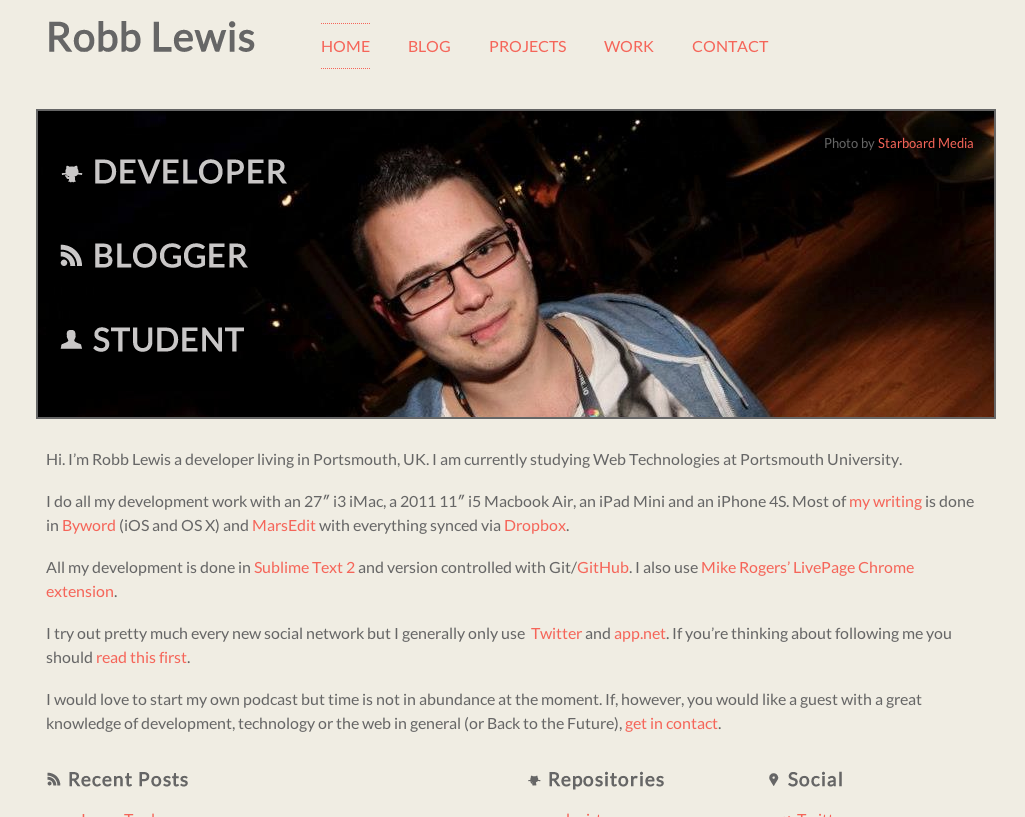 Robb Lewis
HOME BLOG PROJECTS WORK CONTACT
Photo by Starboard Media
DEVELOPER
BLOGGER
STUDENT
Hi. I’m Robb Lewis a developer living in Portsmouth, UK. I am currently studying Web Technologies at Portsmouth University.
I do all my development work with an 27″ i3 iMac, a 2011 11″ i5 Macbook Air, an iPad Mini and an iPhone 4S. Most of my writing is done
in Byword (iOS and OS X) and MarsEdit with everything synced via Dropbox.
All my development is done in Sublime Text 2 and version controlled with Git/GitHub. I also use Mike Rogers’ LivePage Chrome
extension.
I try out pretty much every new social network but I generally only use Twitter and app.net. If you’re thinking about following me you
should read this first.
I would love to start my own podcast but time is not in abundance at the moment. If, however, you would like a guest with a great
knowledge of development, technology or the web in general (or Back to the Future), get in contact.
Recent Posts Repositories Social